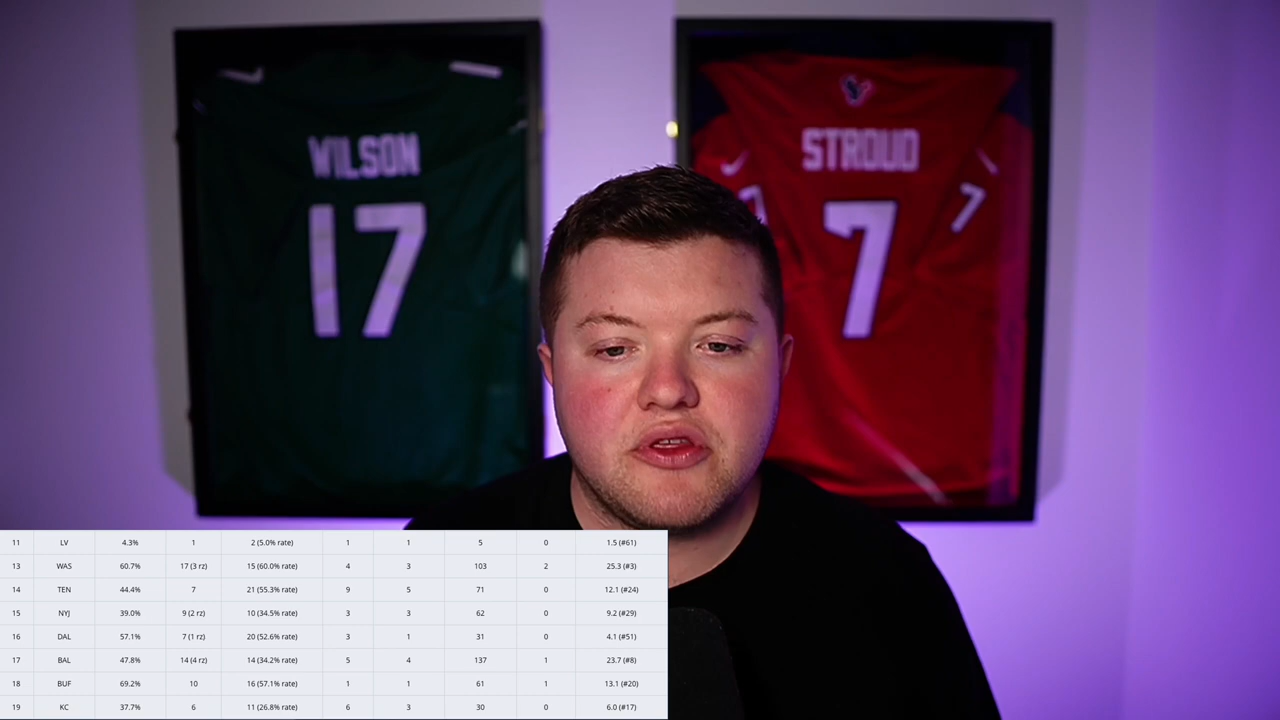 WILSON
17
STROUD
7
7
11 LV 4.3% 1 2 (5.0% rate) 1 1 5 0 1.5 (#61)
13 WAS 60.7% 17 (3 rz) 15 (60.0% rate) 4 3 103 2 25.3 (#3)
14 TEN 44.4% 7 21 (55.3% rate) 9 5 71 0 12.1 (#24)
15 NYJ 39.0% 9 (2 rz) 10 (34.5% rate) 3 3 62 0 9.2 (#29)
16 DAL 57.1% 7 (1 rz) 20 (52.6% rate) 3 1 31 0 4.1 (#51)
17 BAL 47.8% 14 (4 rz) 14 (34.2% rate) 5 4 137 1 23.7 (#8)
18 BUF 69.2% 10 16 (57.1% rate) 1 1 61 1 13.1 (#20)
19 KC 37.7% 6 11 (26.8% rate) 6 3 30 0 6.0 (#17)